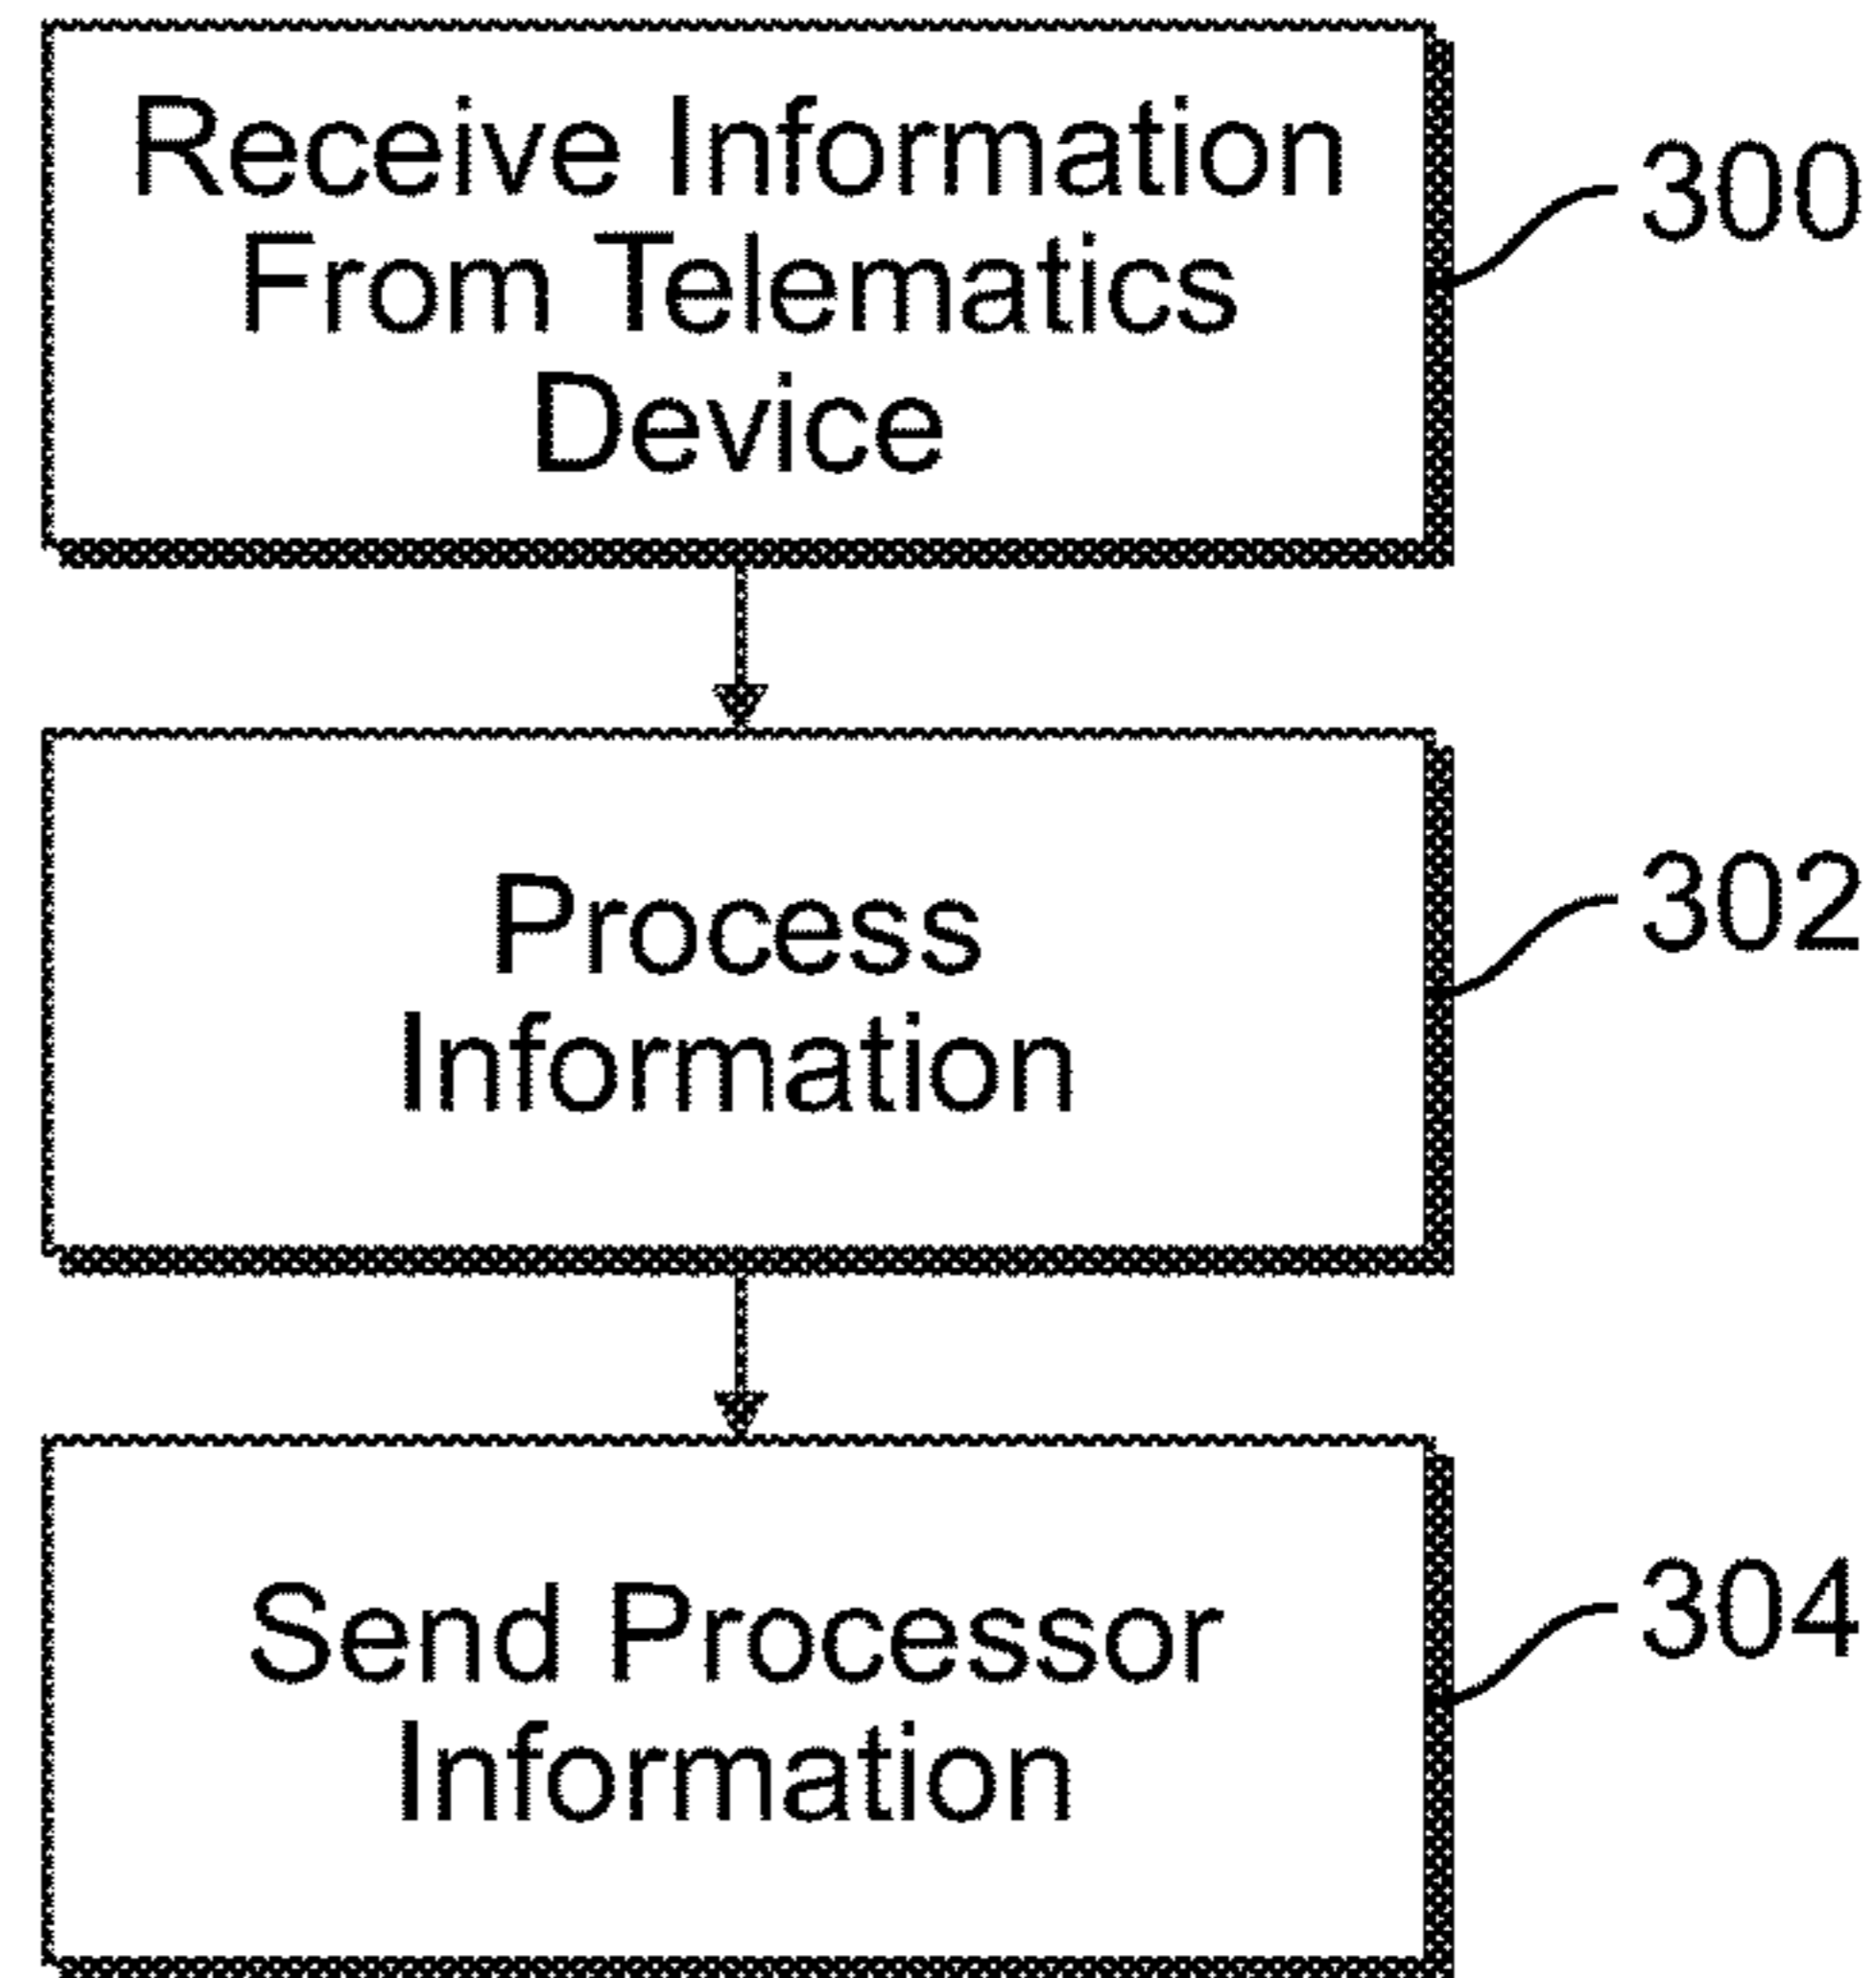 Receive Information
From Telematics
Device
300
Process
Information
302
Send Processor
Information
304